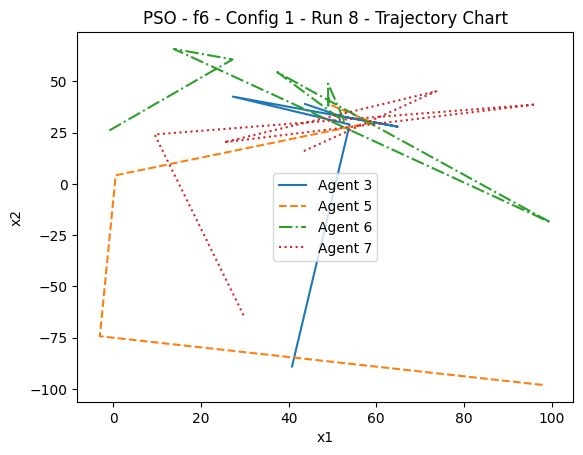 PSO - f6 - Config 1 - Run 8 - Trajectory Chart
50
25
0
−25
−50
−75
−100
x2
Agent 3
Agent 5
Agent 6
Agent 7
0 20 40 60 80 100
x1